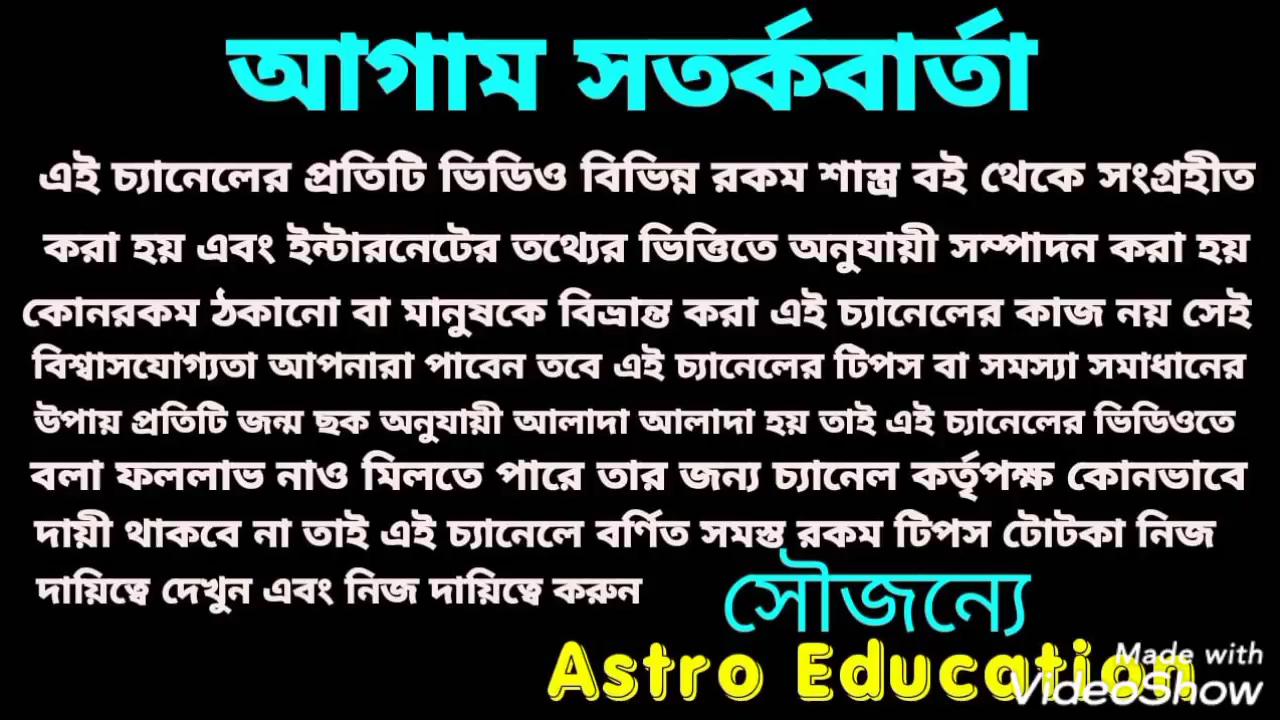 আগাম সতর্কবার্তা
এই চ্যানেলের প্রতিটি ভিডিও বিভিন্ন রকম শাস্ত্র বই থেকে সংগ্রহীত
করা হয় এবং ইন্টারনেটের তথ্যের ভিত্তিতে অনুযায়ী সম্পাদন করা হয়
কোনরকম ঠকানো বা মানুষকে বিভ্রান্ত করা এই চ্যানেলের কাজ নয় সেই
বিশ্বাসযোগ্যতা আপনারা পাবেন তবে এই চ্যানেলের টিপস বা সমস্যা সমাধানের
উপায় প্রতিটি জন্ম ছক অনুযায়ী আলাদা আলাদা হয় তাই এই চ্যানেলের ভিডিওতে
বলা ফললাভ নাও মিলতে পারে তার জন্য চ্যানেল কর্তৃপক্ষ কোনভাবে
দায়ী থাকবে না তাই এই চ্যানেলে বর্ণিত সমস্ত রকম টিপস টোটকা নিজ
দায়িত্বে দেখুন এবং নিজ দায়িত্বে করুন
সৌজন্যে
Astro Education
Made with
VideoShow